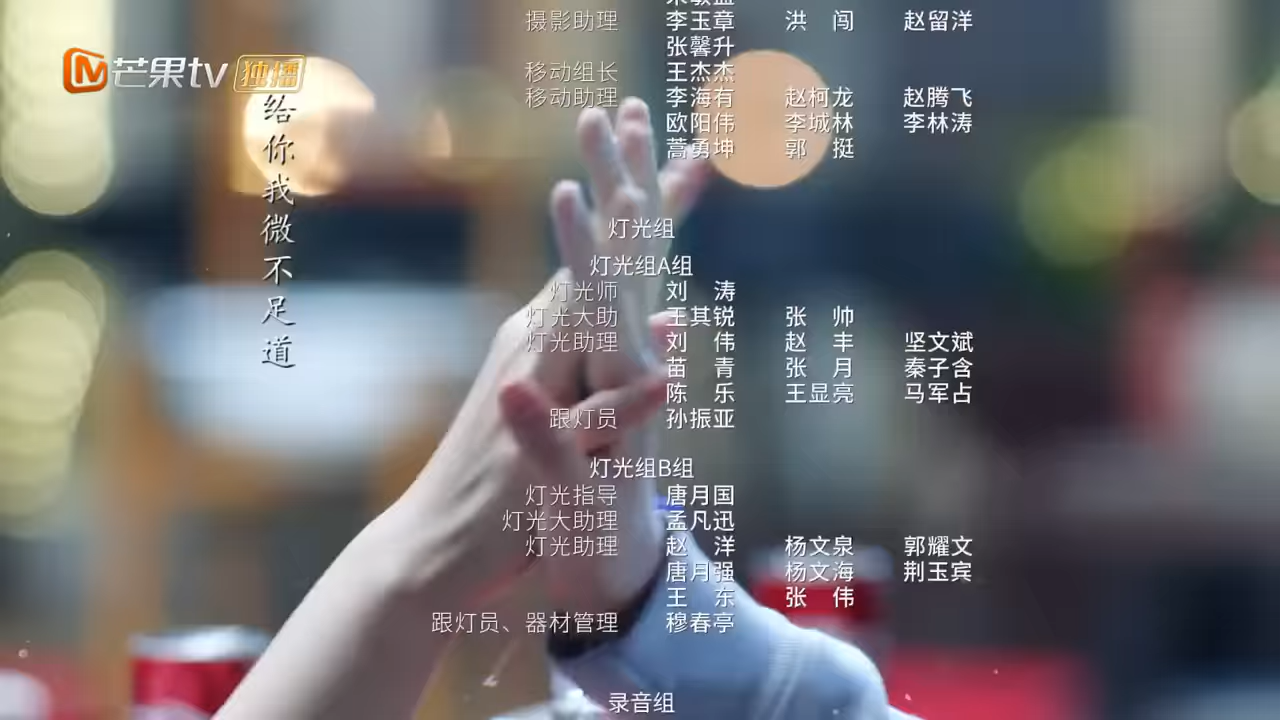 芒果tv 独播
给你我微不足道
摄影助理 李玉章 洪闯 赵留洋
张馨升
移动组长 王杰杰
移动助理 李海有 赵柯龙 赵腾飞
欧阳伟 李城林 李林涛
蒿勇坤 郭挺
灯光组
灯光组A组
灯光师 刘涛
灯光大助 王其锐 张帅
灯光助理 刘伟 赵丰 坚文斌
苗青 张月 秦子含
陈乐 王显亮 马军占
跟灯员 孙振亚
灯光组B组
灯光指导 唐月国
灯光大助理 孟凡迅
灯光助理 赵洋 杨文泉 郭耀文
唐月强 杨文海 荆玉宾
王东 张伟
跟灯员、器材管理 穆春亭
录音组